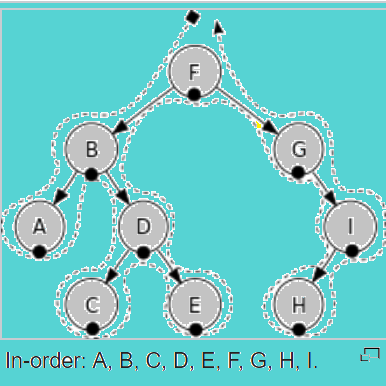 F
B G
A D I
C E H
In-order: A, B, C, D, E, F, G, H, I.